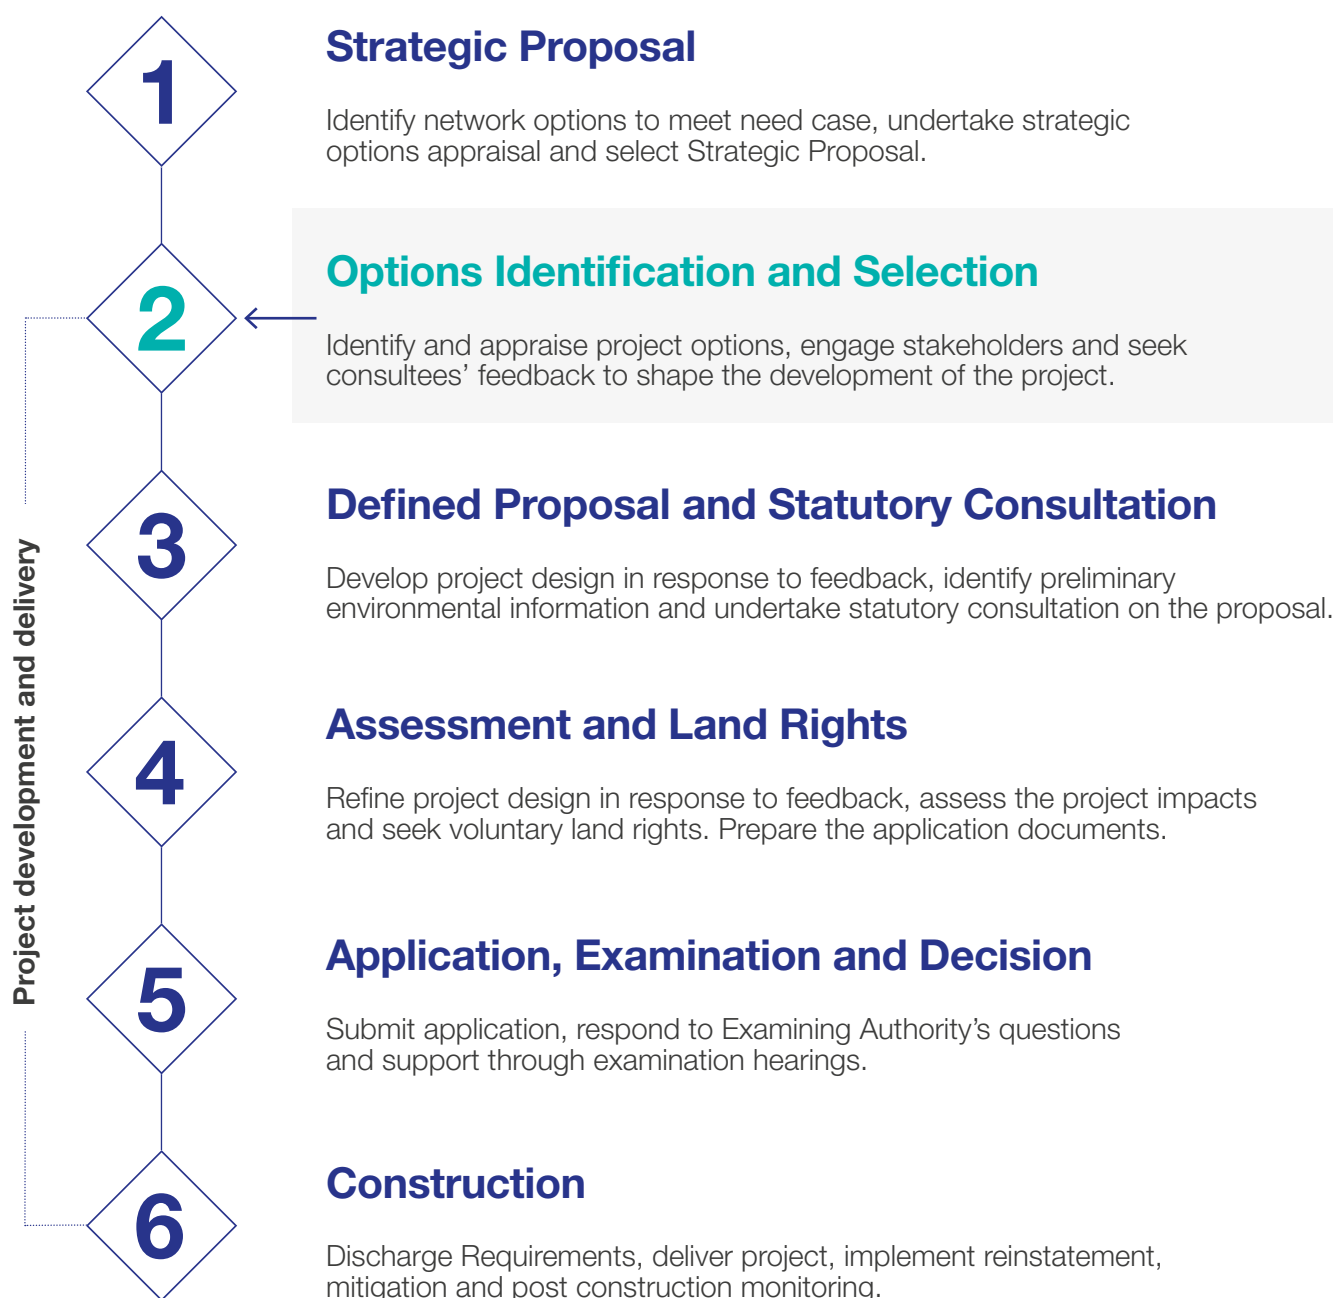 1
Strategic Proposal
Identify network options to meet need case, undertake strategic
options appraisal and select Strategic Proposal.
2
Options Identification and Selection
Identify and appraise project options, engage stakeholders and seek
consultees’ feedback to shape the development of the project.
Project development and delivery
3
Defined Proposal and Statutory Consultation
Develop project design in response to feedback, identify preliminary
environmental information and undertake statutory consultation on the proposal.
4
Assessment and Land Rights
Refine project design in response to feedback, assess the project impacts
and seek voluntary land rights. Prepare the application documents.
5
Application, Examination and Decision
Submit application, respond to Examining Authority’s questions
and support through examination hearings.
6
Construction
Discharge Requirements, deliver project, implement reinstatement,
mitigation and post construction monitoring.